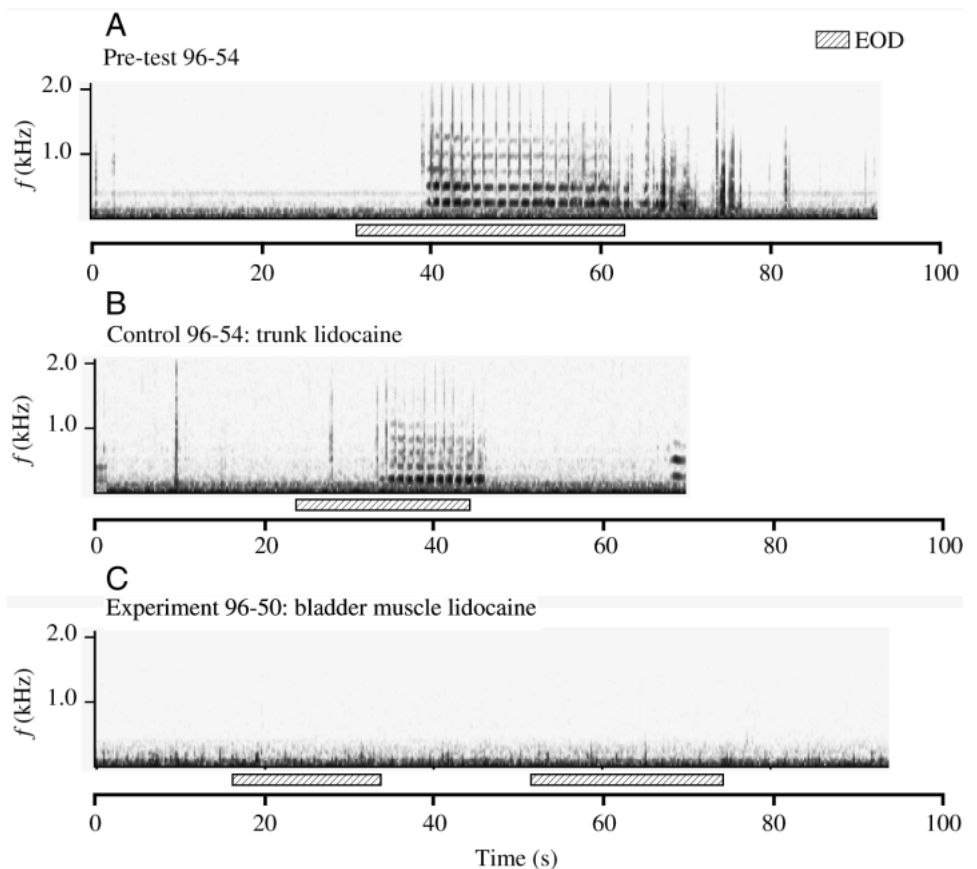 A
Pre-test 96-54
EOD
2.0
1.0
f (kHz)
0 20 40 60 80 100
B
Control 96-54: trunk lidocaine
2.0
1.0
f (kHz)
0 20 40 60 80 100
C
Experiment 96-50: bladder muscle lidocaine
2.0
1.0
f (kHz)
0 20 40 60 80 100
Time (s)